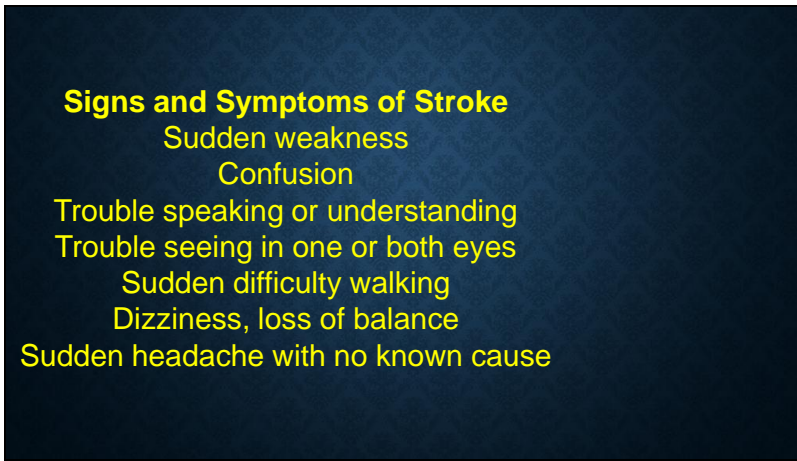 Signs and Symptoms of Stroke
Sudden weakness
Confusion
Trouble speaking or understanding
Trouble seeing in one or both eyes
Sudden difficulty walking
Dizziness, loss of balance
Sudden headache with no known cause